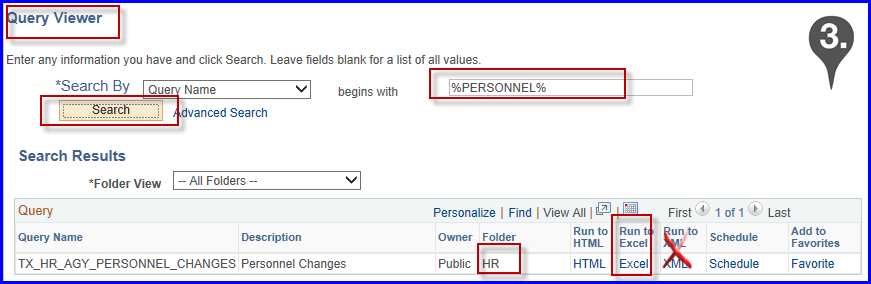 Query Viewer
3.
Enter any information you have and click Search. Leave fields blank for a list of all values.
*Search By Query Name begins with %PERSONNEL%
Search Advanced Search
Search Results
*Folder View -- All Folders --
Query Personalize | Find | View All | | First 1 of 1 Last
Query Name Description Owner Folder Run to HTML Run to Excel Run to XML Schedule Add to Favorites
TX_HR_AGY_PERSONNEL_CHANGES Personnel Changes Public HR HTML Excel XML Schedule Favorite